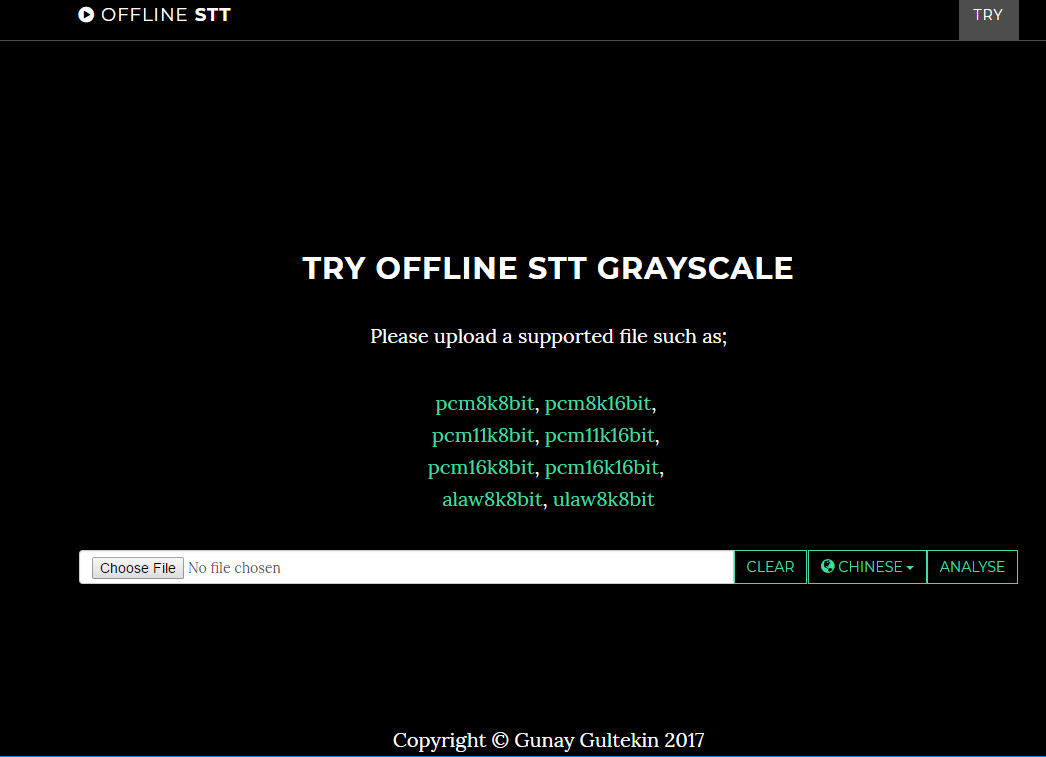 OFFLINE STT
TRY
TRY OFFLINE STT GRAYSCALE
Please upload a supported file such as;
pcm8k8bit, pcm8k16bit,
pcm11k8bit, pcm11k16bit,
pcm16k8bit, pcm16k16bit,
alaw8k8bit, ulaw8k8bit
Choose File No file chosen CLEAR CHINESE ANALYSE
Copyright © Gunay Gultekin 2017